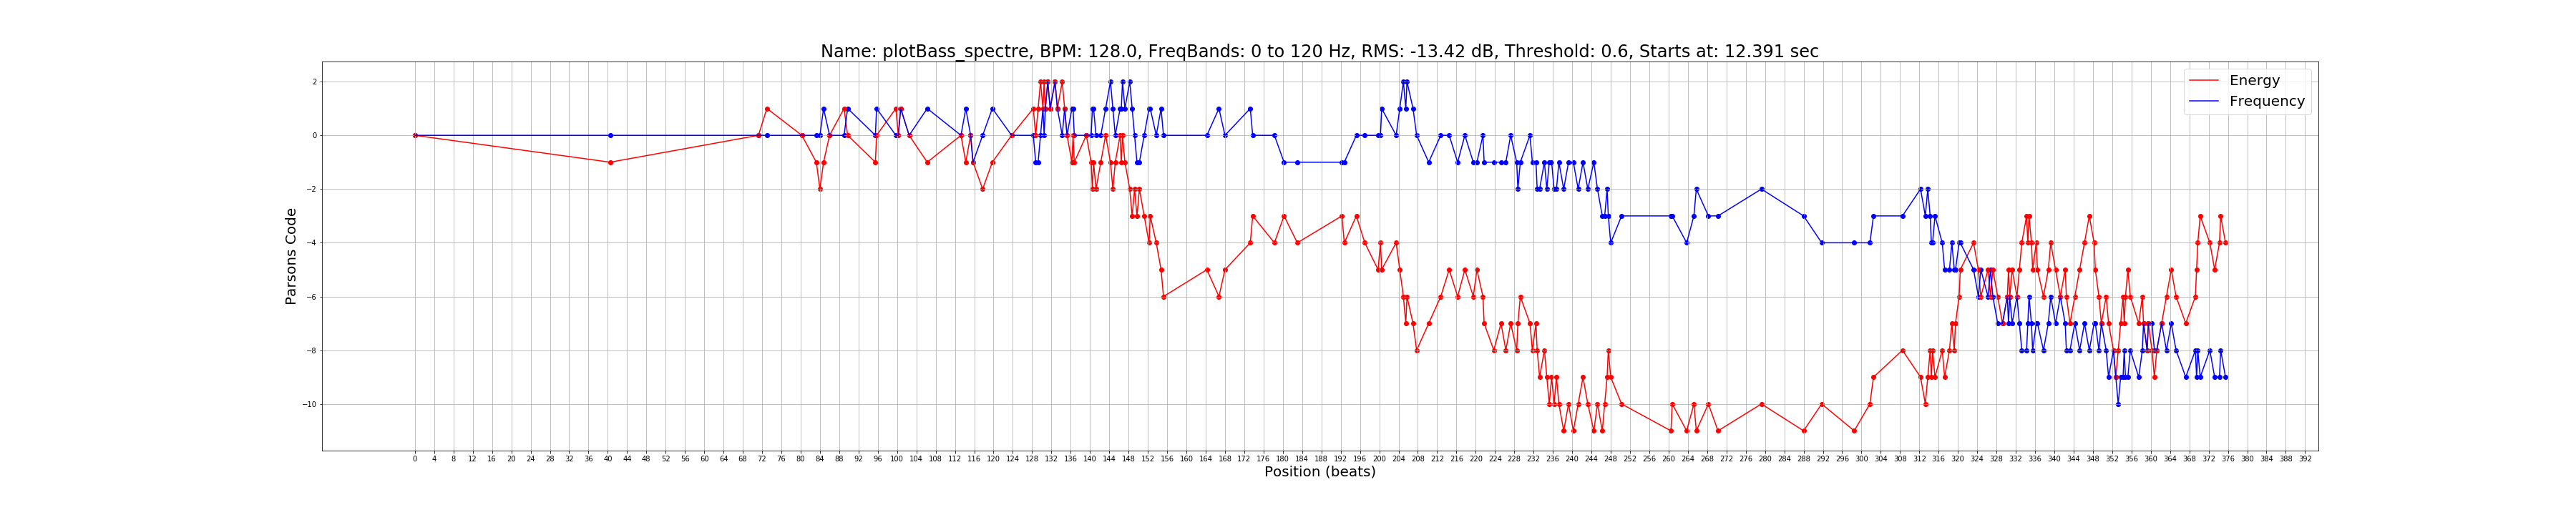 Name: plotBass_spectre, BPM: 128.0, FreqBands: 0 to 120 Hz, RMS: -13.42 dB, Threshold: 0.6, Starts at: 12.391 sec
Energy
Frequency
Parsons Code
2
0
−2
−4
−6
−8
−10
0 4 8 12 16 20 24 28 32 36 40 44 48 52 56 60 64 68 72 76 80 84 88 92 96 100 104 108 112 116 120 124 128 132 136 140 144 148 152 156 160 164 168 172 176 180 184 188 192 196 200 204 208 212 216 220 224 228 232 236 240 244 248 252 256 260 264 268 272 276 280 284 288 292 296 300 304 308 312 316 320 324 328 332 336 340 344 348 352 356 360 364 368 372 376 380 384 388 392
Position (beats)